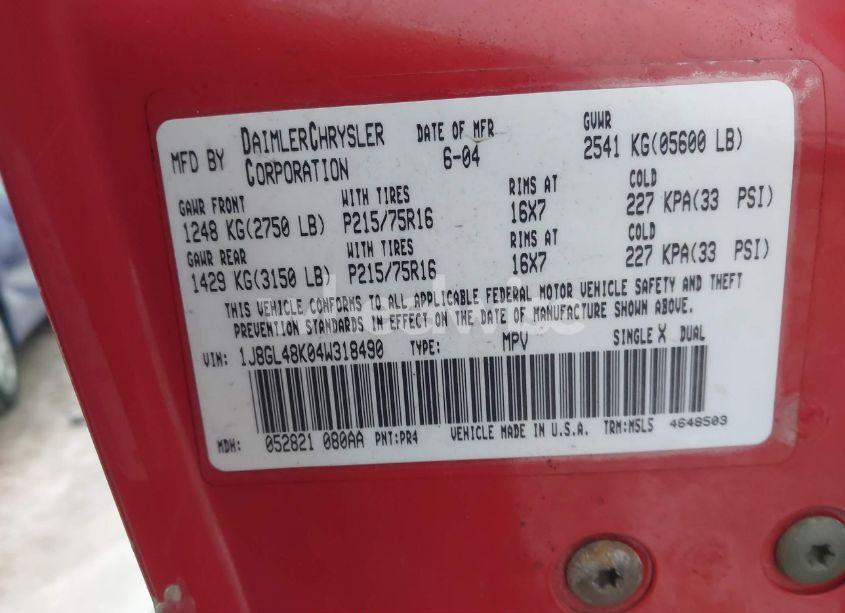 MFD BY DAIMLERCHRYSLER CORPORATION DATE OF MFR 6-04 GVWR 2541 KG(05600 LB)
GAWR FRONT WITH TIRES RIMS AT COLD
1248 KG(2750 LB) P215/75R16 16X7 227 KPA(33 PSI)
GAWR REAR WITH TIRES RIMS AT COLD
1429 KG(3150 LB) P215/75R16 16X7 227 KPA(33 PSI)
THIS VEHICLE CONFORMS TO ALL APPLICABLE FEDERAL MOTOR VEHICLE SAFETY AND THEFT
PREVENTION STANDARDS IN EFFECT ON THE DATE OF MANUFACTURE SHOWN ABOVE.
VIN: 1J8GL48K04W318490 TYPE: MPV SINGLE X DUAL
MDH: 052821 080AA PNT:PR4 VEHICLE MADE IN U.S.A. TRM:MSL5 4648503